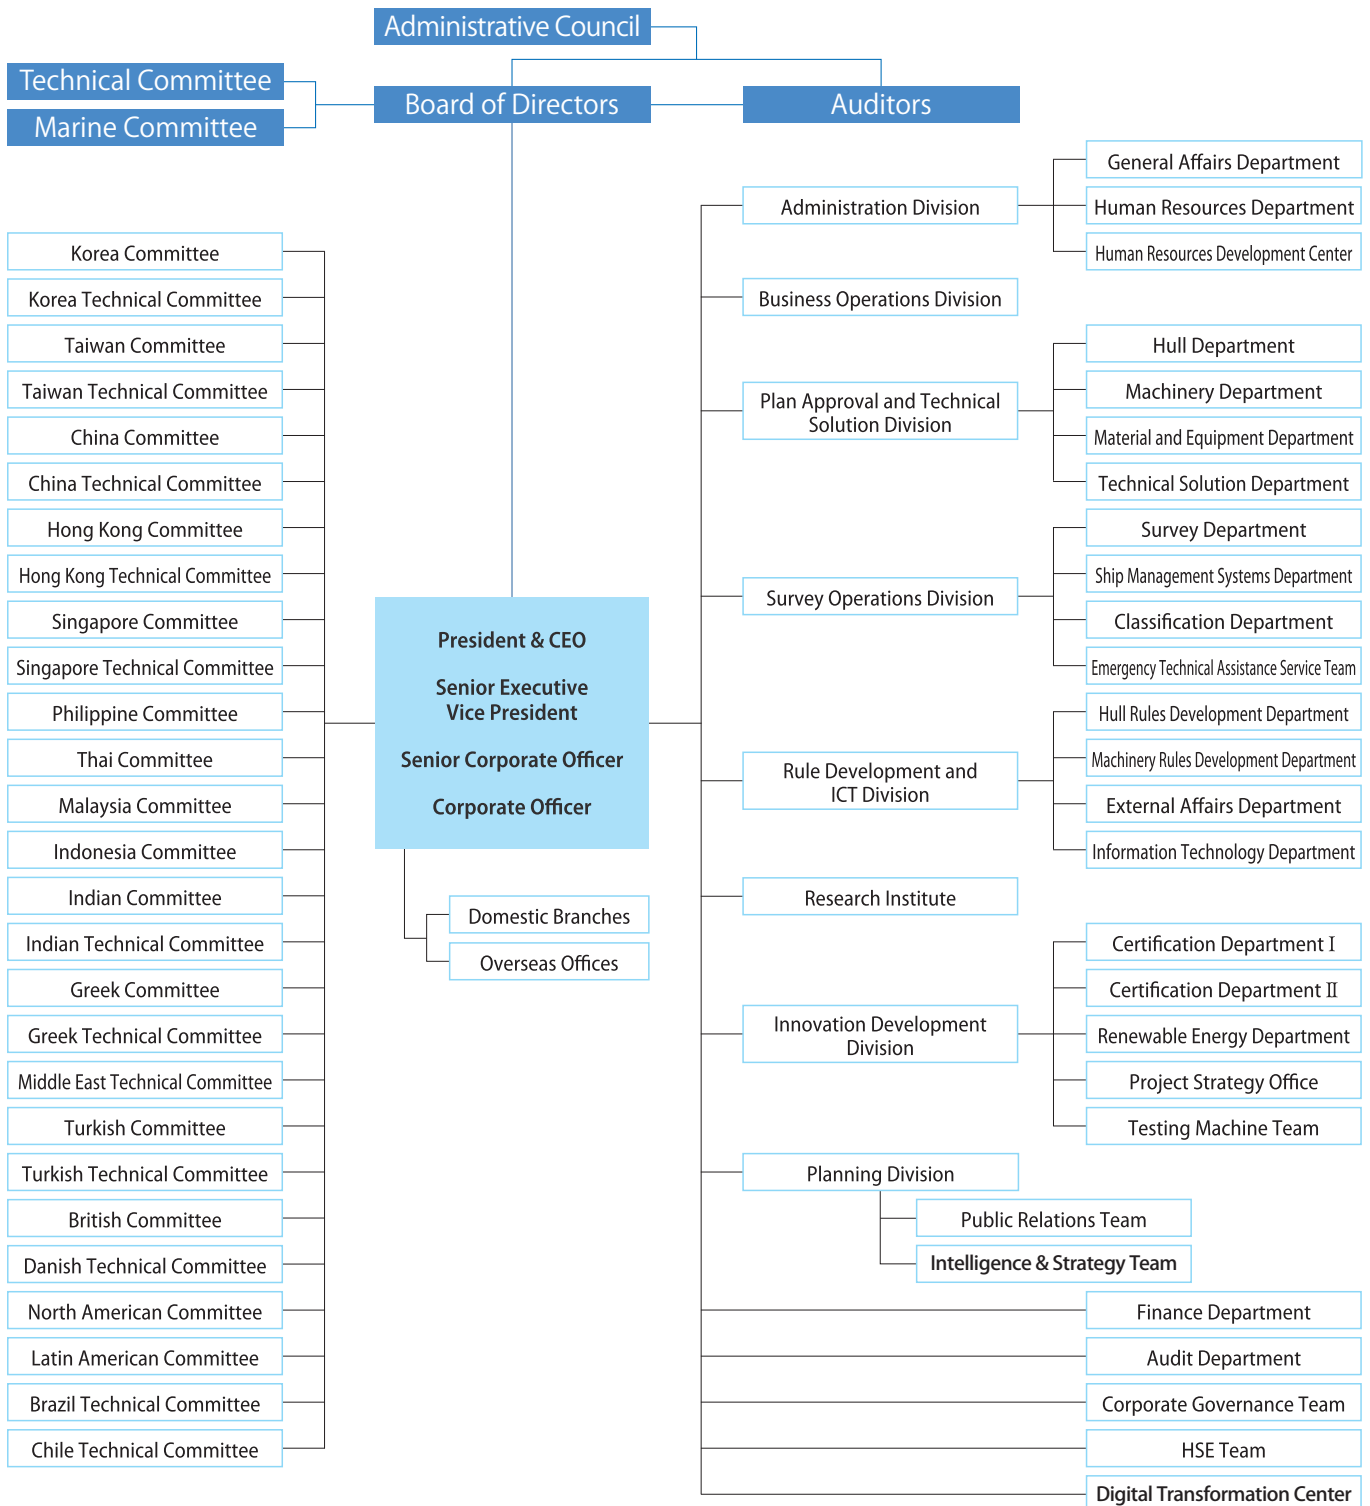 Administrative Council
Technical Committee
Marine Committee
Board of Directors
Auditors
Korea Committee
Korea Technical Committee
Taiwan Committee
Taiwan Technical Committee
China Committee
China Technical Committee
Hong Kong Committee
Hong Kong Technical Committee
Singapore Committee
Singapore Technical Committee
Philippine Committee
Thai Committee
Malaysia Committee
Indonesia Committee
Indian Committee
Indian Technical Committee
Greek Committee
Greek Technical Committee
Middle East Technical Committee
Turkish Committee
Turkish Technical Committee
British Committee
Danish Technical Committee
North American Committee
Latin American Committee
Brazil Technical Committee
Chile Technical Committee
President & CEO
Senior Executive
Vice President
Senior Corporate Officer
Corporate Officer
Domestic Branches
Overseas Offices
Administration Division
General Affairs Department
Human Resources Department
Human Resources Development Center
Business Operations Division
Plan Approval and Technical
Solution Division
Hull Department
Machinery Department
Material and Equipment Department
Technical Solution Department
Survey Operations Division
Survey Department
Ship Management Systems Department
Classification Department
Emergency Technical Assistance Service Team
Rule Development and
ICT Division
Hull Rules Development Department
Machinery Rules Development Department
External Affairs Department
Information Technology Department
Research Institute
Innovation Development
Division
Certification Department I
Certification Department Ⅱ
Renewable Energy Department
Project Strategy Office
Testing Machine Team
Planning Division
Public Relations Team
Intelligence & Strategy Team
Finance Department
Audit Department
Corporate Governance Team
HSE Team
Digital Transformation Center